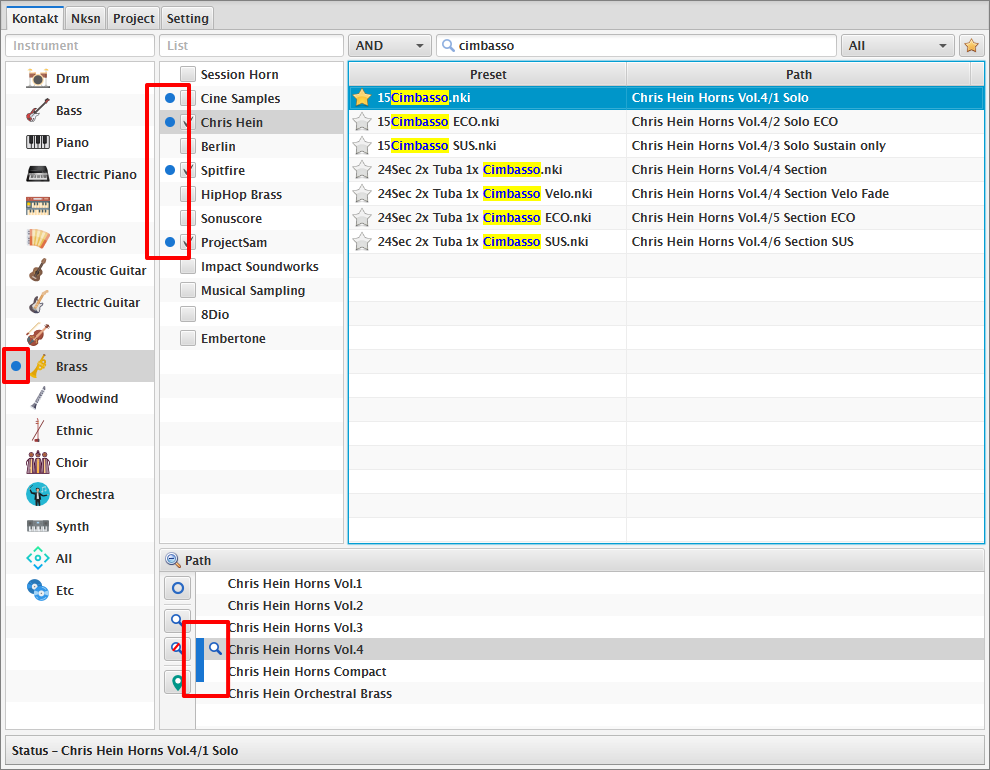 Kontakt Nksn Project Setting
Instrument List AND cimbasso All
Drum
Bass
Piano
Electric Piano
Organ
Accordion
Acoustic Guitar
Electric Guitar
String
Brass
Woodwind
Ethnic
Choir
Orchestra
Synth
All
Etc
Session Horn
Cine Samples
Chris Hein
Berlin
Spitfire
HipHop Brass
Sonuscore
ProjectSam
Impact Soundworks
Musical Sampling
8Dio
Embertone
Preset Path
15Cimbasso.nki Chris Hein Horns Vol.4/1 Solo
15Cimbasso ECO.nki Chris Hein Horns Vol.4/2 Solo ECO
15Cimbasso SUS.nki Chris Hein Horns Vol.4/3 Solo Sustain only
24Sec 2x Tuba 1x Cimbasso.nki Chris Hein Horns Vol.4/4 Section
24Sec 2x Tuba 1x Cimbasso Velo.nki Chris Hein Horns Vol.4/4 Section Velo Fade
24Sec 2x Tuba 1x Cimbasso ECO.nki Chris Hein Horns Vol.4/5 Section ECO
24Sec 2x Tuba 1x Cimbasso SUS.nki Chris Hein Horns Vol.4/6 Section SUS
Path
Chris Hein Horns Vol.1
Chris Hein Horns Vol.2
Chris Hein Horns Vol.3
Chris Hein Horns Vol.4
Chris Hein Horns Compact
Chris Hein Orchestral Brass
Status – Chris Hein Horns Vol.4/1 Solo